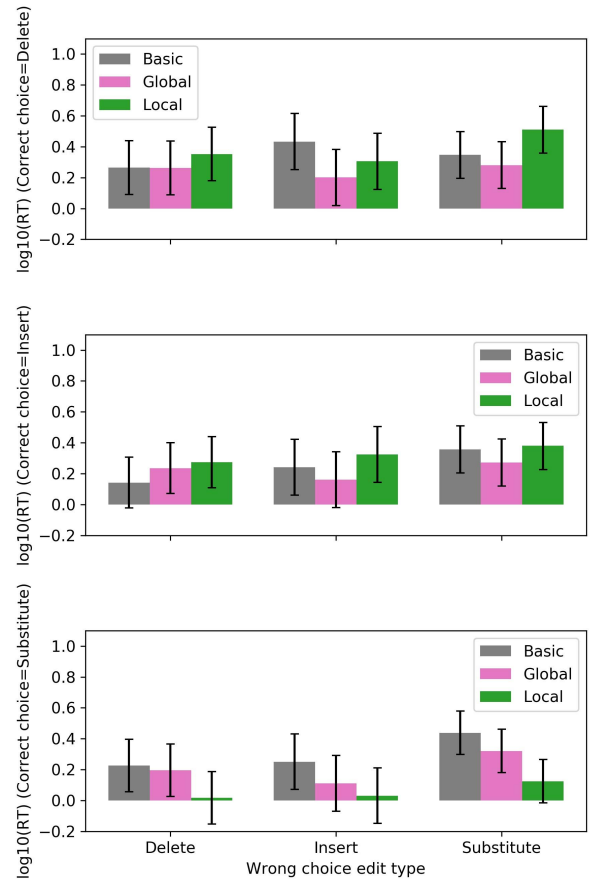 log10(RT) (Correct choice=Delete)
1.0
0.8
0.6
0.4
0.2
0.0
−0.2
Basic
Global
Local
log10(RT) (Correct choice=Insert)
1.0
0.8
0.6
0.4
0.2
0.0
−0.2
Basic
Global
Local
log10(RT) (Correct choice=Substitute)
1.0
0.8
0.6
0.4
0.2
0.0
−0.2
Basic
Global
Local
Delete Insert Substitute
Wrong choice edit type